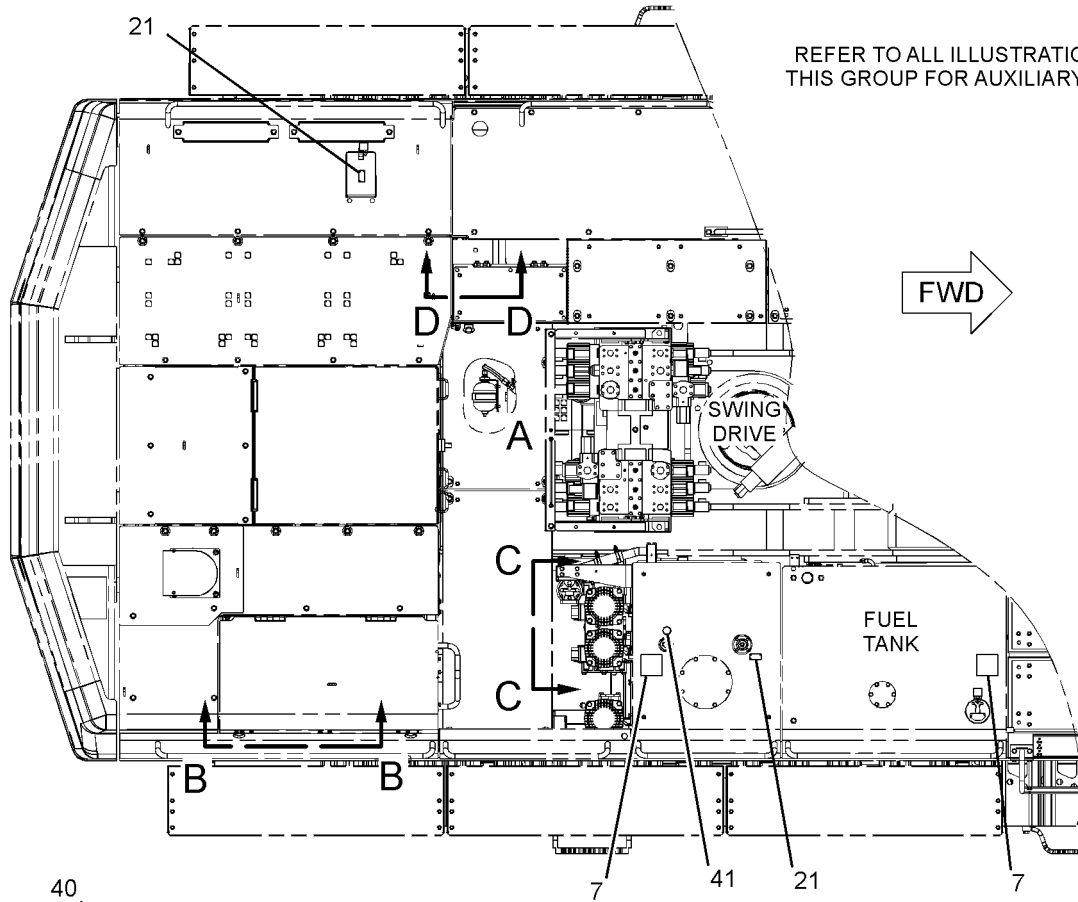 21
REFER TO ALL ILLUSTRATIO
THIS GROUP FOR AUXILIARY
FWD
D D
SWING
DRIVE
A
C
FUEL
TANK
C
B B
7 41 21 7
40